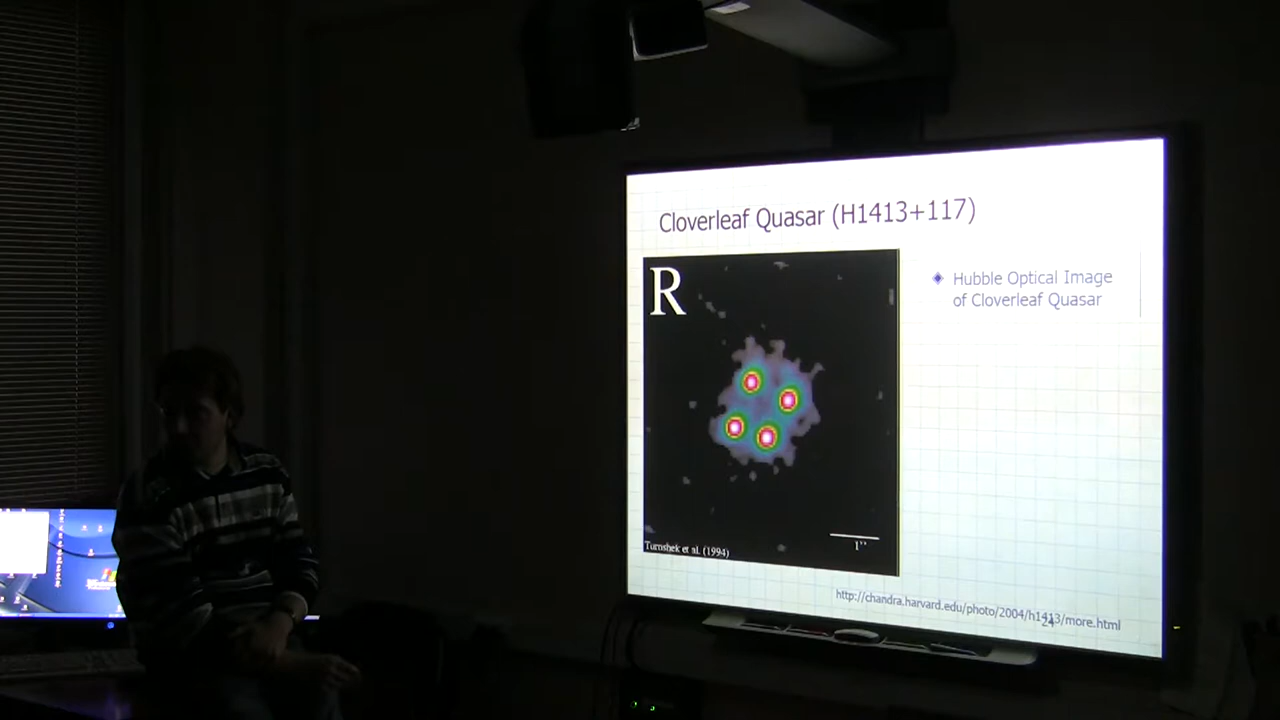 Cloverleaf Quasar (H1413+117)
R
Hubble Optical Image
of Cloverleaf Quasar
1''
Turnshek et al. (1994)
http://chandra.harvard.edu/photo/2004/h1413/more.html
24